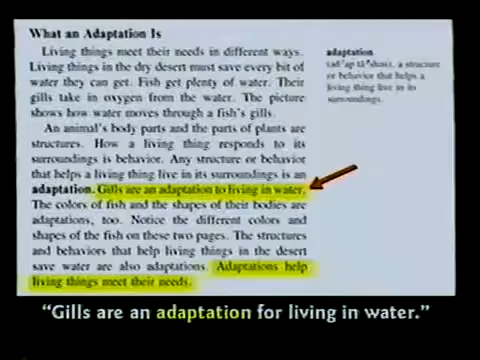 What an Adaptation Is
Living things meet their needs in different ways.
Living things in the dry desert must save every bit of
water they can get. Fish get plenty of water. Their
gills take in oxygen from the water. The picture
shows how water moves through a fish's gills.
An animal's body parts and the parts of plants are
structures. How a living thing responds to its
surroundings is behavior. Any structure or behavior
that helps a living thing live in its surroundings is an
adaptation. Gills are an adaptation to living in water.
The colors of fish and the shapes of their bodies are
adaptations, too. Notice the different colors and
shapes of the fish on these two pages. The structures
and behaviors that help living things in the desert
save water are also adaptations. Adaptations help
living things meet their needs.
adaptation
a structure
or behavior that helps a
living thing live in its
surroundings.
“Gills are an adaptation for living in water.”